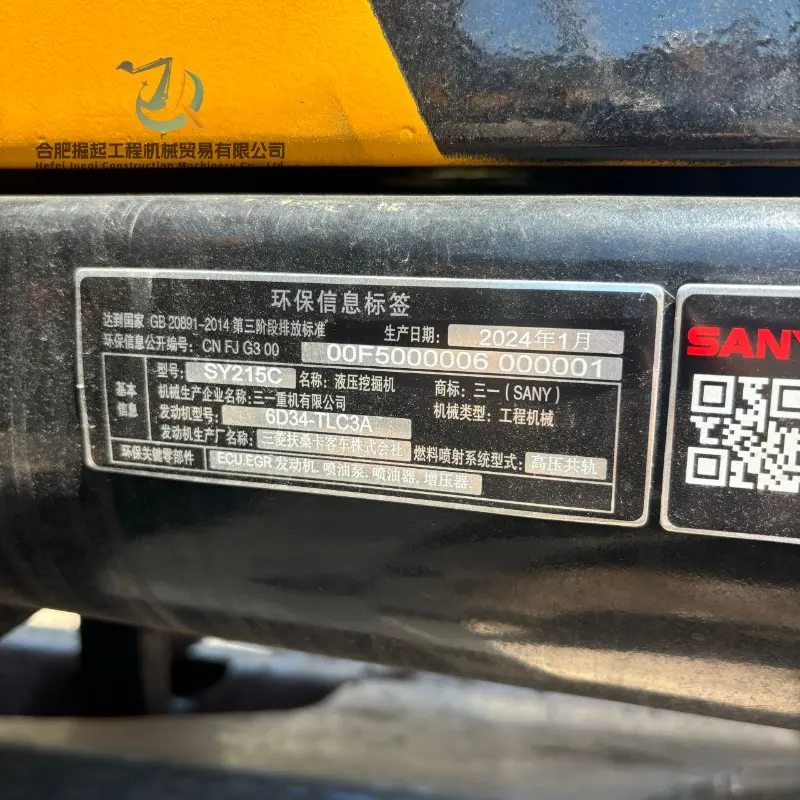 合肥掘起工程机械贸易有限公司
Hefei Jueqi Construction Machinery Co., Ltd
环保信息标签
达到国家 GB 20891-2014 第三阶段排放标准
生产日期: 2024年1月
环保信息公开编号: CN FJ G3 00 00F5000006 000001
基本信息
型号: SY215C 名称: 液压挖掘机 商标: 三一(SANY)
机械生产企业名称: 三一重机有限公司 机械类型: 工程机械
发动机型号: 6D34-TLC3A
发动机生产厂名称: 三菱扶桑卡客车株式会社 燃料喷射系统型式: 高压共轨
环保关键零部件 ECU.EGR 发动机.喷油泵.喷油器.增压器.
SANY